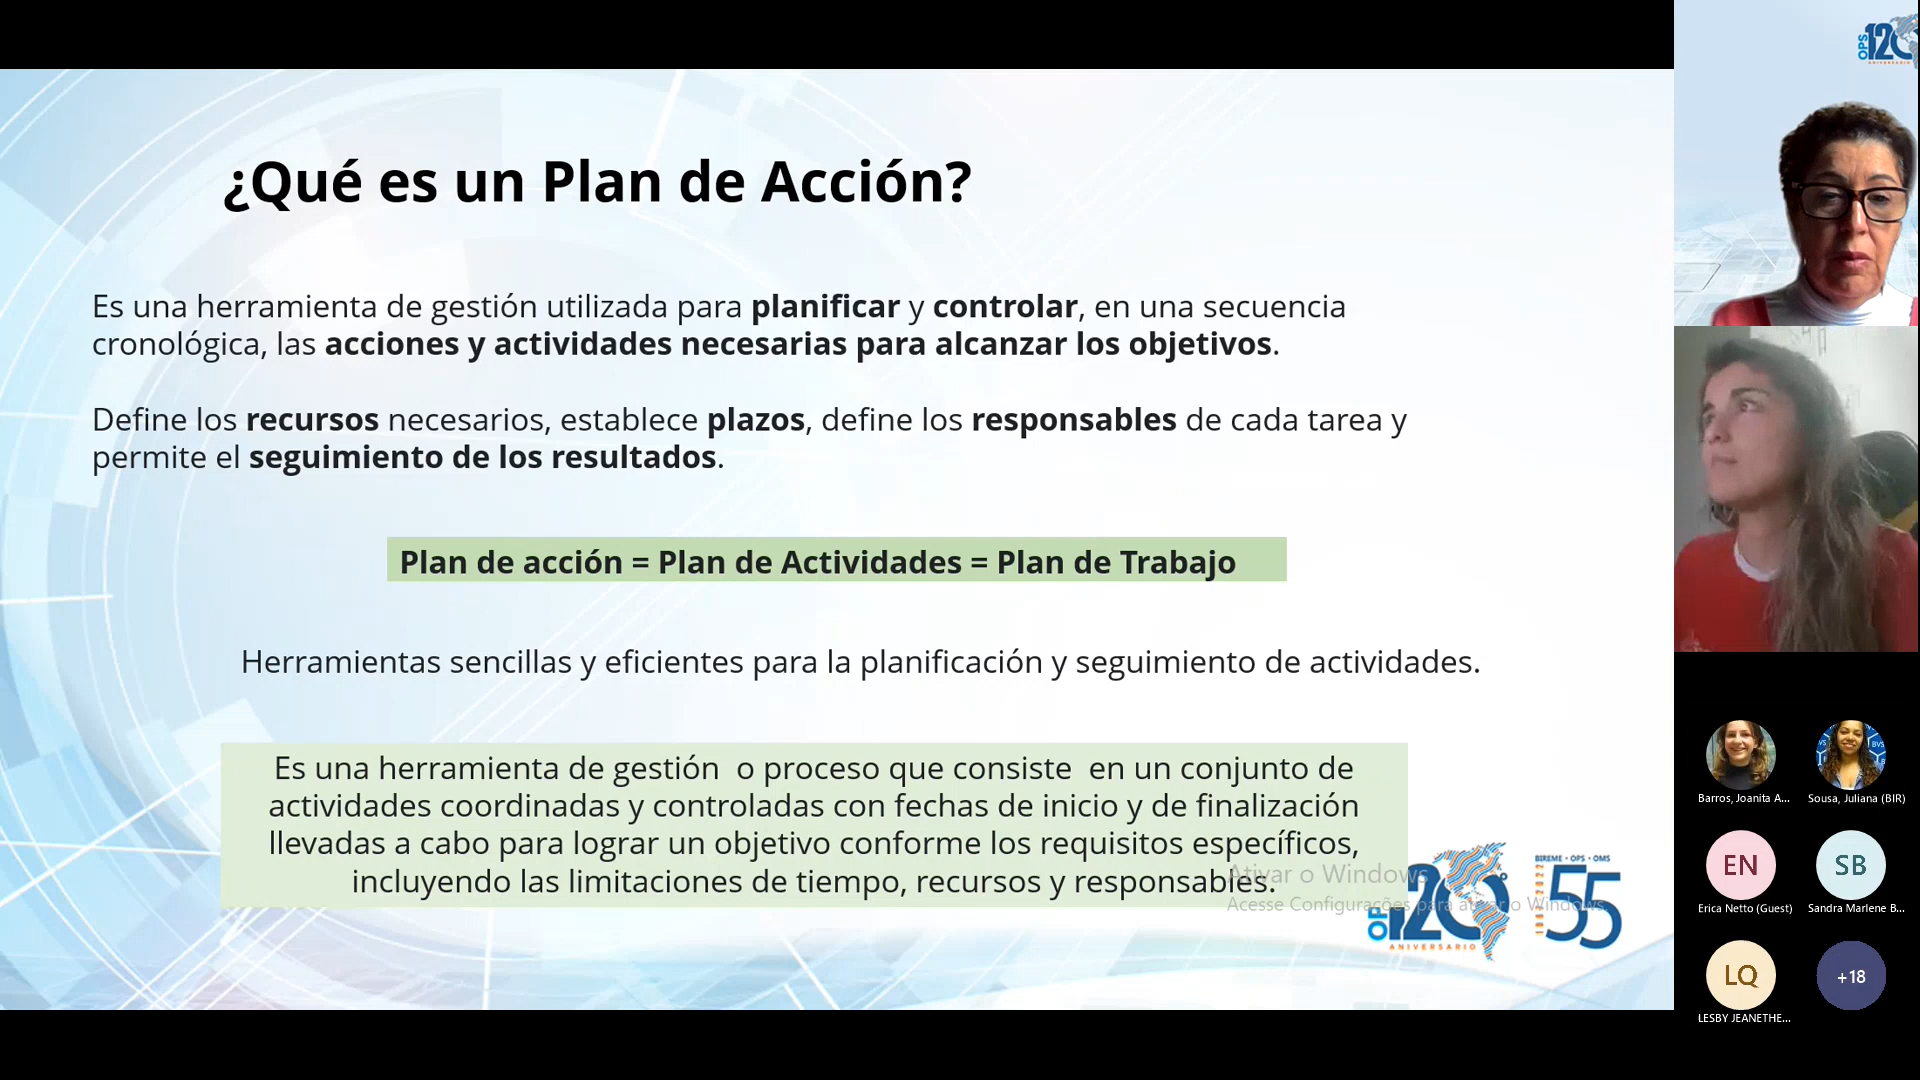 ¿Qué es un Plan de Acción?
Es una herramienta de gestión utilizada para planificar y controlar, en una secuencia
cronológica, las acciones y actividades necesarias para alcanzar los objetivos.
Define los recursos necesarios, establece plazos, define los responsables de cada tarea y
permite el seguimiento de los resultados.
Plan de acción = Plan de Actividades = Plan de Trabajo
Herramientas sencillas y eficientes para la planificación y seguimiento de actividades.
Es una herramienta de gestión o proceso que consiste en un conjunto de
actividades coordinadas y controladas con fechas de inicio y de finalización
llevadas a cabo para lograr un objetivo conforme los requisitos específicos,
incluyendo las limitaciones de tiempo, recursos y responsables.
Ativar o Windows
Acesse Configurações para ativar o Windows.
120
ANIVERSARIO
BIREME • OPS • OMS
55
OPS
120
ANIVERSARIO
Barros, Joanita A...
Sousa, Juliana (BIR)
EN
SB
Erica Netto (Guest)
Sandra Marlene B...
LQ
+18
LESBY JEANETHE...